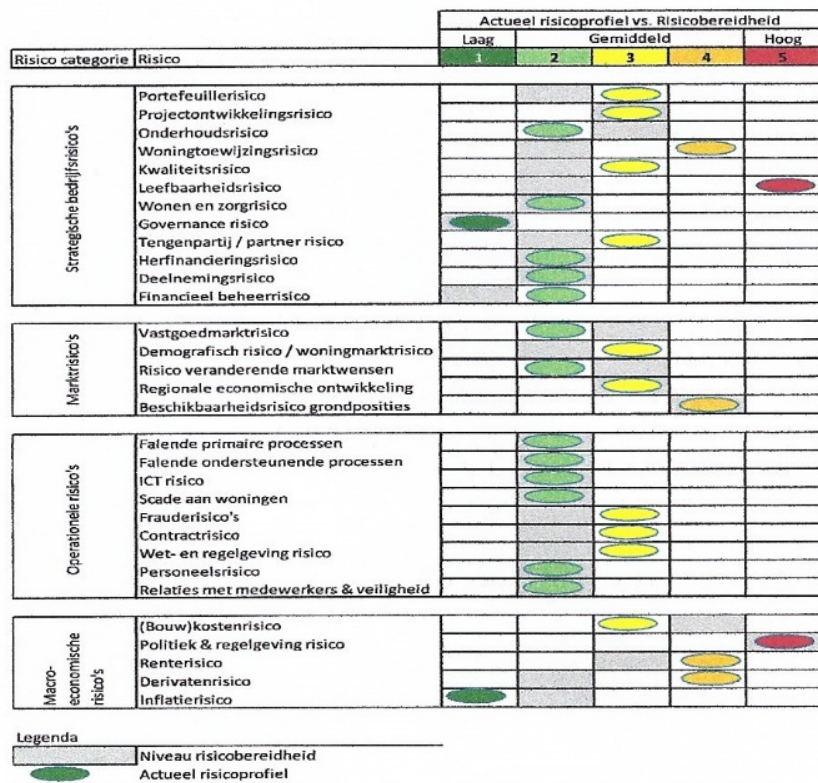 Actueel risicoprofiel vs. Risicobereidheid
Laag Gemiddeld Hoog
Risico categorie Risico 1 2 3 4 5
Strategische bedrijfsrisico's
Portefeuillerisico
Projectontwikkelingsrisico
Onderhoudsrisico
Woningtoewijzingsrisico
Kwaliteitsrisico
Leefbaarheidsrisico
Wonen en zorgrisico
Governance risico
Tengenpartij / partner risico
Herfinancieringsrisico
Deelnemingsrisico
Financieel beheerrisico
Marktrisico's
Vastgoedmarktrisico
Demografisch risico / woningmarktrisico
Risico veranderende marktwensen
Regionale economische ontwikkeling
Beschikbaarheidsrisico grondposities
Operationele risico's
Falende primaire processen
Falende ondersteunende processen
ICT risico
Scade aan woningen
Frauderisico's
Contractrisico
Wet- en regelgeving risico
Personeelsrisico
Relaties met medewerkers & veiligheid
Macro-
economische
risico's
(Bouw)kostenrisico
Politiek & regelgeving risico
Renterisico
Derivatenrisico
Inflatierisico
Legenda
Niveau risicobereidheid
Actueel risicoprofiel